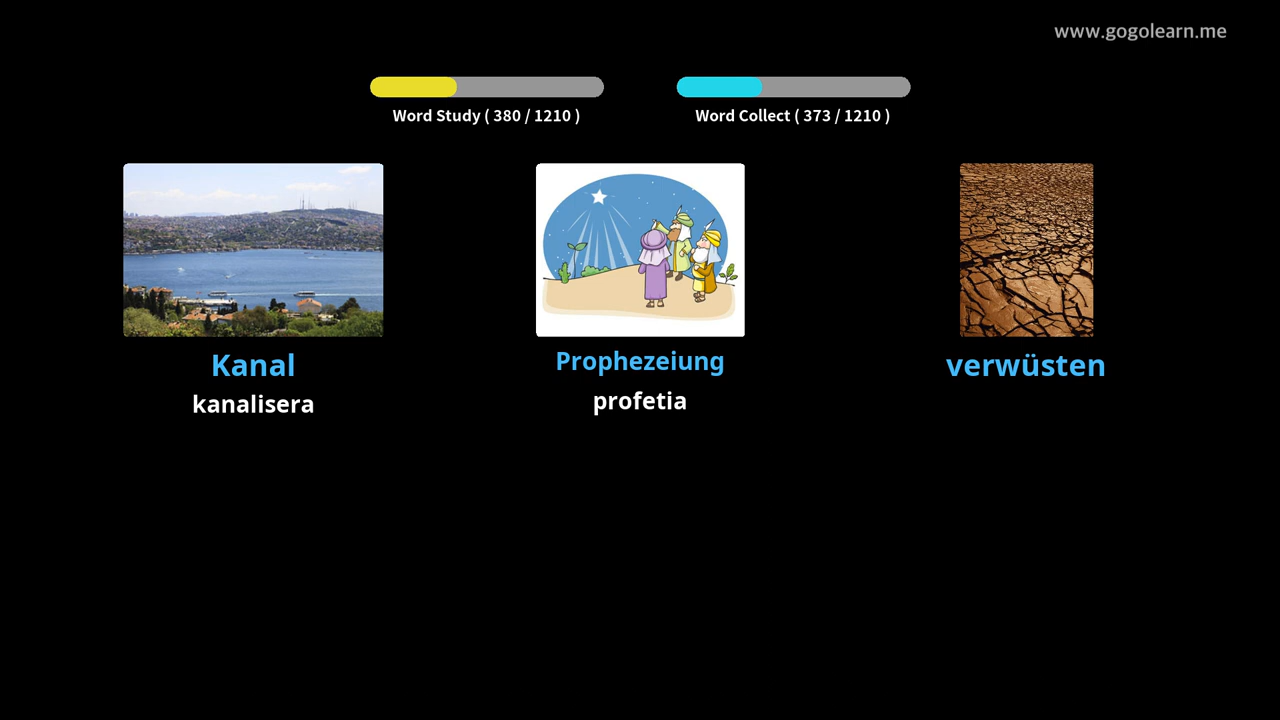 www.gogolearn.me
Word Study ( 380 / 1210 )
Word Collect ( 373 / 1210 )
Kanal
kanalisera
Prophezeiung
profetia
verwüsten